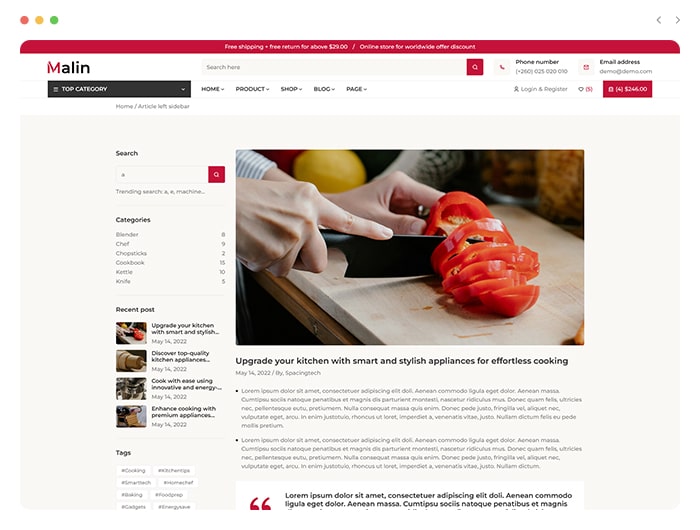 Free shipping + free return for above $29.00 / Online store for worldwide offer discount
Malin
Search here
Phone number
(+260) 025 020 010
Email address
demo@demo.com
TOP CATEGORY
HOME PRODUCT SHOP BLOG PAGE
Login & Register
(5)
(4) $246.00
Home / Article left sidebar
Search
a
Trending search: a, e, machine...
Categories
Blender 8
Chef 9
Chopsticks 2
Cookbook 15
Kettle 10
Knife 5
Recent post
Upgrade your kitchen
with smart and stylish...
May 14, 2022
Discover top-quality
kitchen appliances...
May 14, 2022
Cook with ease using
innovative and energy-...
May 14, 2022
Enhance cooking with
premium appliances...
May 14, 2022
Tags
#Cooking #Kitchentips
#Smarttech #Homechef
#Baking #Foodprep
#Gadgets #Energysave
Upgrade your kitchen with smart and stylish appliances for effortless cooking
May 14, 2022 / By, Spacingtech
Lorem ipsum dolor sit amet, consectetuer adipiscing elit doli. Aenean commodo ligula eget dolor. Aenean massa.
Cumtipsu sociis natoque penatibus et magnis dis parturient montesti, nascetur ridiculus mus. Donec quam felis, ultricies
nec, pellentesque eutu, pretiumem. Nulla consequat massa quis enim. Donec pede justo, fringilla vel, aliquet nec,
vulputate eget, arcu. In enim justotuio, rhoncus ut loret, imperdiet a, venenatis vitae, justo. Nullam dictum felis eu pede
mollis pretium.
Lorem ipsum dolor sit amet, consectetuer adipiscing elit doli. Aenean commodo ligula eget dolor. Aenean massa.
Cumtipsu sociis natoque penatibus et magnis dis parturient montesti, nascetur ridiculus mus. Donec quam felis, ultricies
nec, pellentesque eutu, pretiumem. Nulla consequat massa quis enim. Donec pede justo, fringilla vel, aliquet nec,
vulputate eget, arcu. In enim justotuio, rhoncus ut loret, imperdiet a, venenatis vitae, justo. Nullam dictum.
Lorem ipsum dolor sit amet, consectetuer adipiscing elit doli. Aenean commodo
ligula eget dolor. Aenean massa. Cumtipsu sociis natoque penatibus et magnis